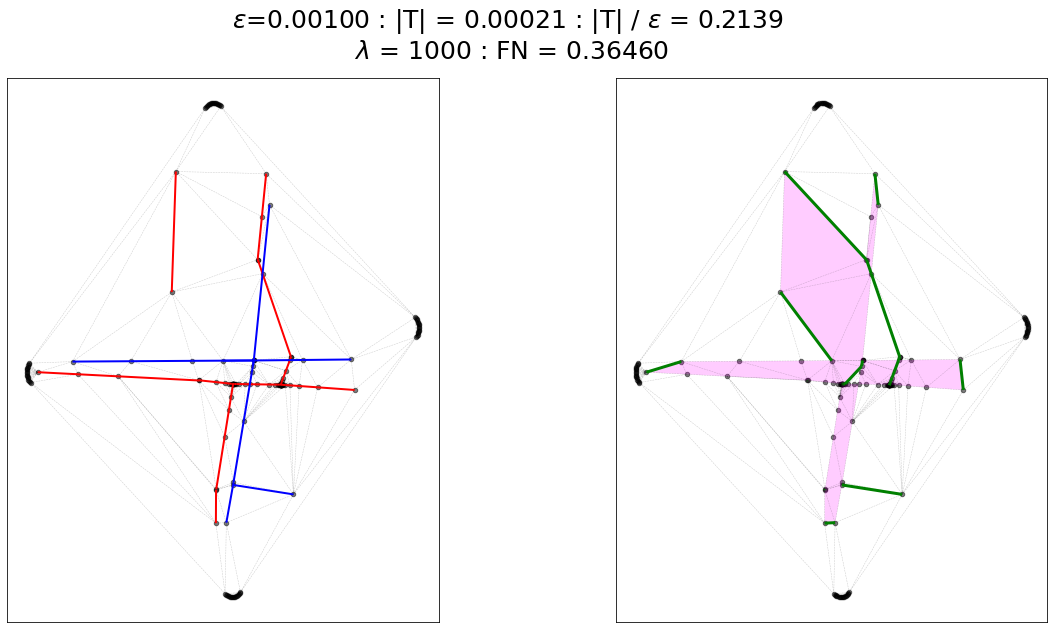 ε=0.00100 : |T| = 0.00021 : |T| / ε = 0.2139
λ = 1000 : FN = 0.36460